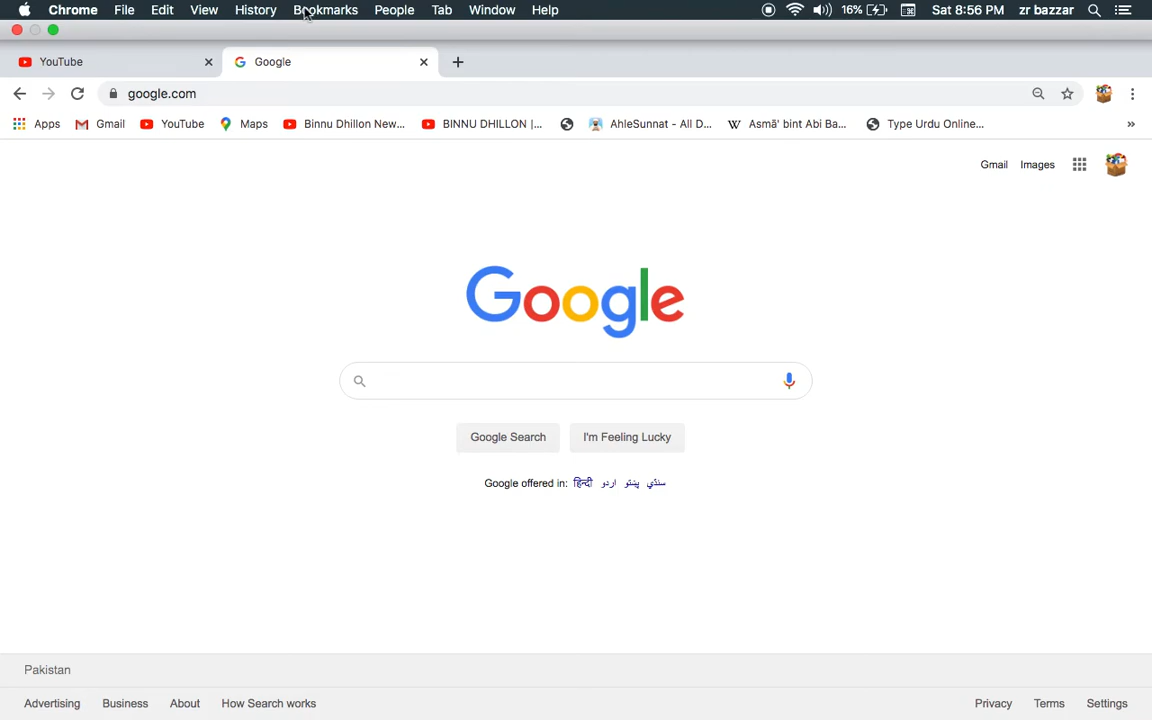 Chrome File Edit View History Bookmarks People Tab Window Help 16% Sat 8:56 PM zr bazzar
YouTube Google
google.com
Apps Gmail YouTube Maps Binnu Dhillon New... BINNU DHILLON |... AhleSunnat - All D... Asmā' bint Abi Ba... Type Urdu Online...
Gmail Images
Google
Google Search I'm Feeling Lucky
Google offered in: हिन्दी اردو پښتو سنڌي
Pakistan
Advertising Business About How Search works Privacy Terms Settings